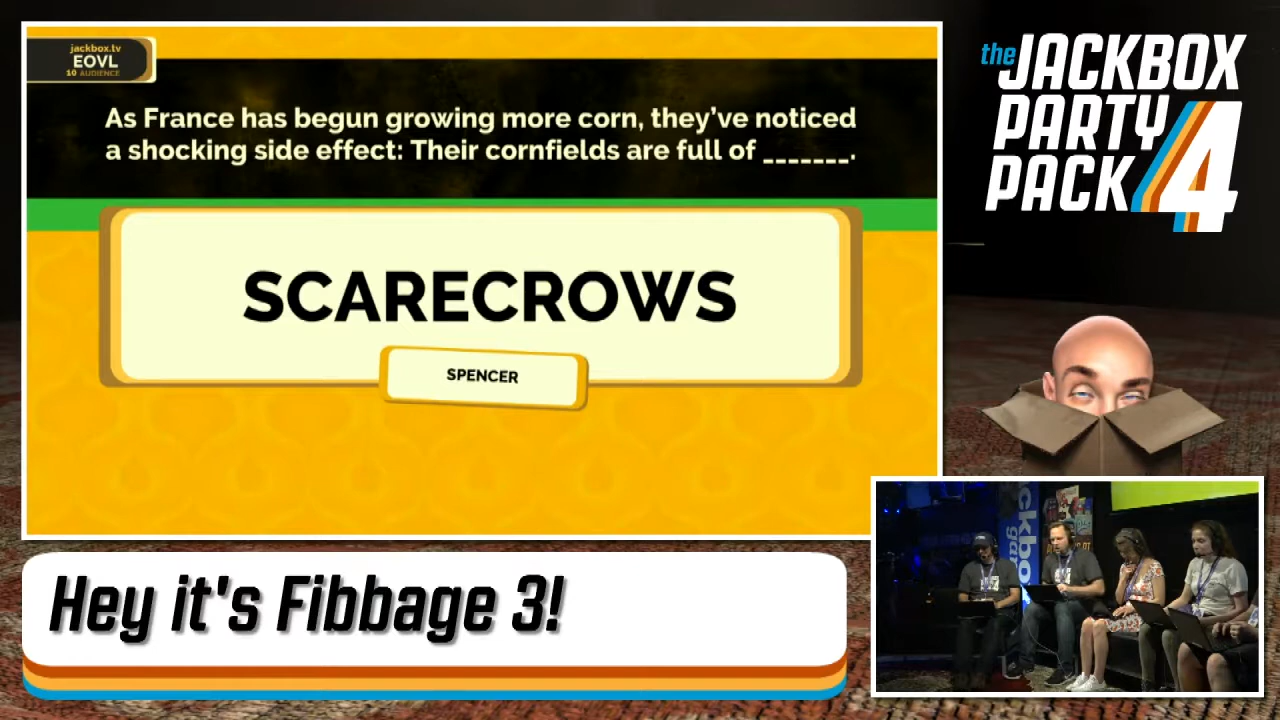 jackbox.tv
EOVL
10 AUDIENCE
As France has begun growing more corn, they've noticed
a shocking side effect: Their cornfields are full of _______.
SCARECROWS
SPENCER
the JACKBOX
PARTY
PACK 4
Hey it's Fibbage 3!